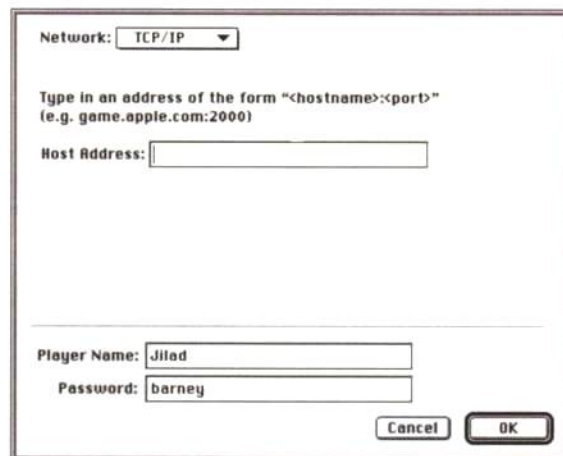 Network: TCP/IP
Type in an address of the form "<hostname>:<port>"
(e.g. game.apple.com:2000)
Host Address:
Player Name: Jilad
Password: barney
Cancel OK